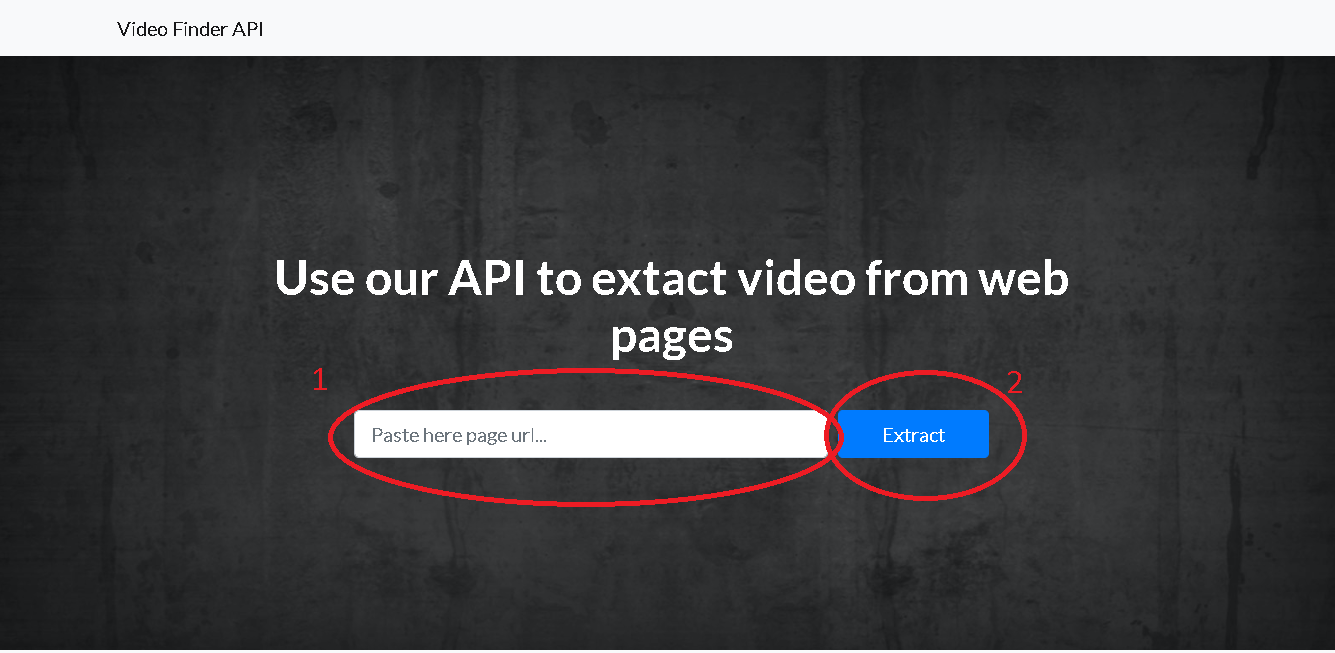 Video Finder API
Use our API to extact video from web
pages
1
2
Paste here page url...
Extract